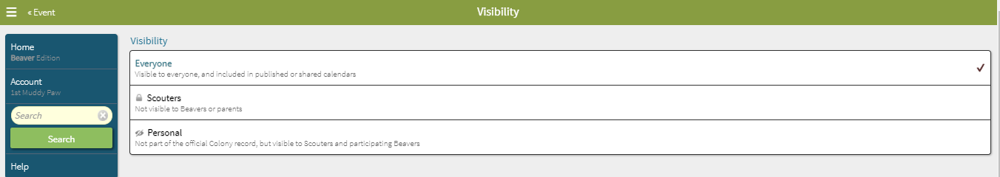 « Event
Visibility
Home
Beaver Edition
Account
1st Muddy Paw
Search
Search
Help
Visibility
Everyone
Visible to everyone, and included in published or shared calendars
Scouters
Not visible to Beavers or parents
Personal
Not part of the official Colony record, but visible to Scouters and participating Beavers